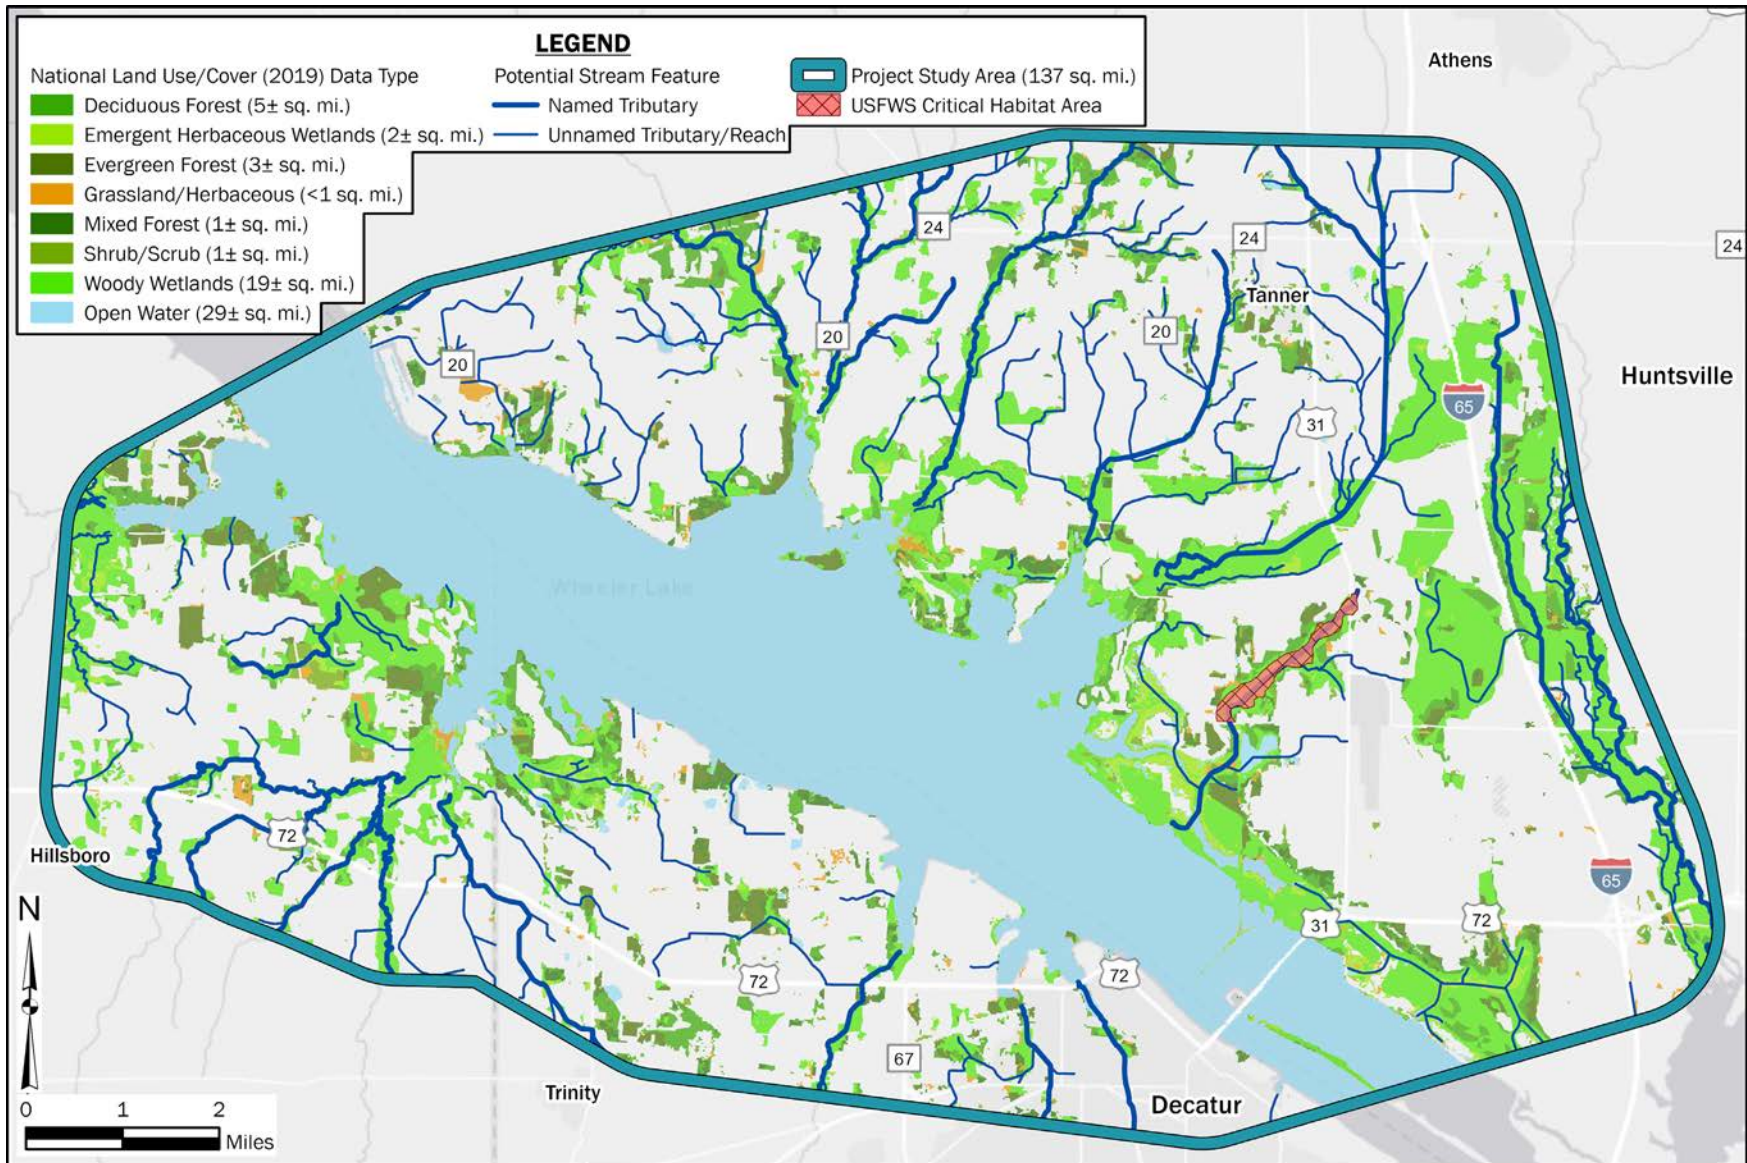 LEGEND
National Land Use/Cover (2019) Data Type
Deciduous Forest (5± sq. mi.)
Emergent Herbaceous Wetlands (2± sq. mi.)
Evergreen Forest (3± sq. mi.)
Grassland/Herbaceous (<1 sq. mi.)
Mixed Forest (1± sq. mi.)
Shrub/Scrub (1± sq. mi.)
Woody Wetlands (19± sq. mi.)
Open Water (29± sq. mi.)
Potential Stream Feature
Named Tributary
Unnamed Tributary/Reach
Project Study Area (137 sq. mi.)
USFWS Critical Habitat Area
Athens
24
24
24
Tanner
20
20
20
Huntsville
65
31
Wheeler Lake
72
Hillsboro
65
31
72
72
72
67
Trinity
Decatur
N
0 1 2
Miles